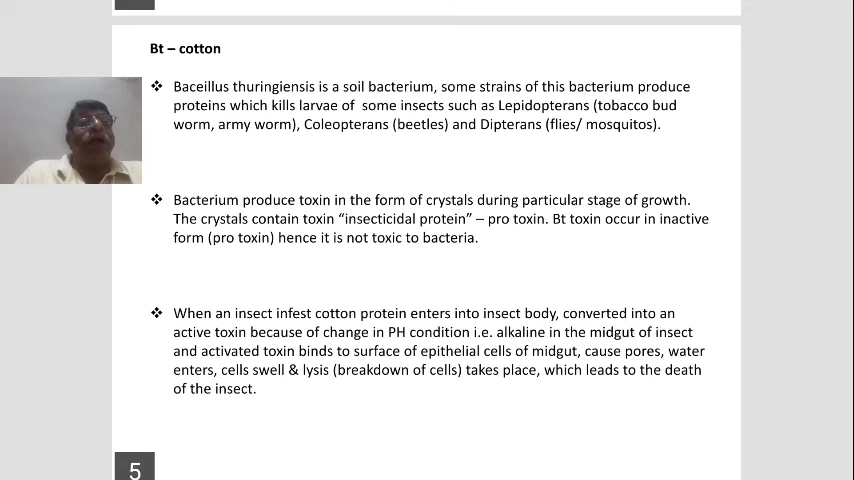 Bt – cotton
❖ Baceillus thuringiensis is a soil bacterium, some strains of this bacterium produce
proteins which kills larvae of some insects such as Lepidopterans (tobacco bud
worm, army worm), Coleopterans (beetles) and Dipterans (flies/ mosquitos).
❖ Bacterium produce toxin in the form of crystals during particular stage of growth.
The crystals contain toxin “insecticidal protein” – pro toxin. Bt toxin occur in inactive
form (pro toxin) hence it is not toxic to bacteria.
❖ When an insect infest cotton protein enters into insect body, converted into an
active toxin because of change in PH condition i.e. alkaline in the midgut of insect
and activated toxin binds to surface of epithelial cells of midgut, cause pores, water
enters, cells swell & lysis (breakdown of cells) takes place, which leads to the death
of the insect.
5